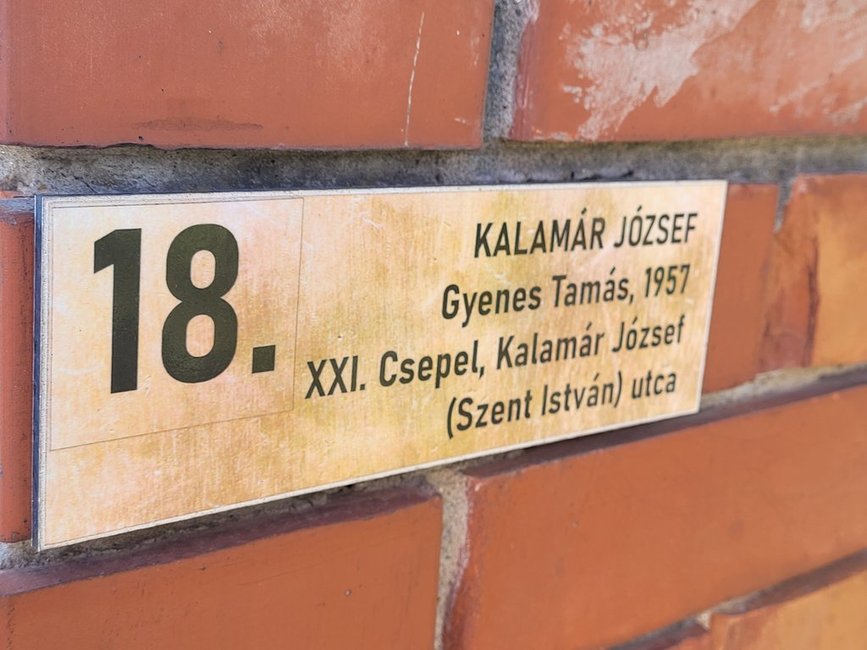 18.
KALAMÁR JÓZSEF
Gyenes Tamás, 1957
XXI. Csepel, Kalamár József
(Szent István) utca